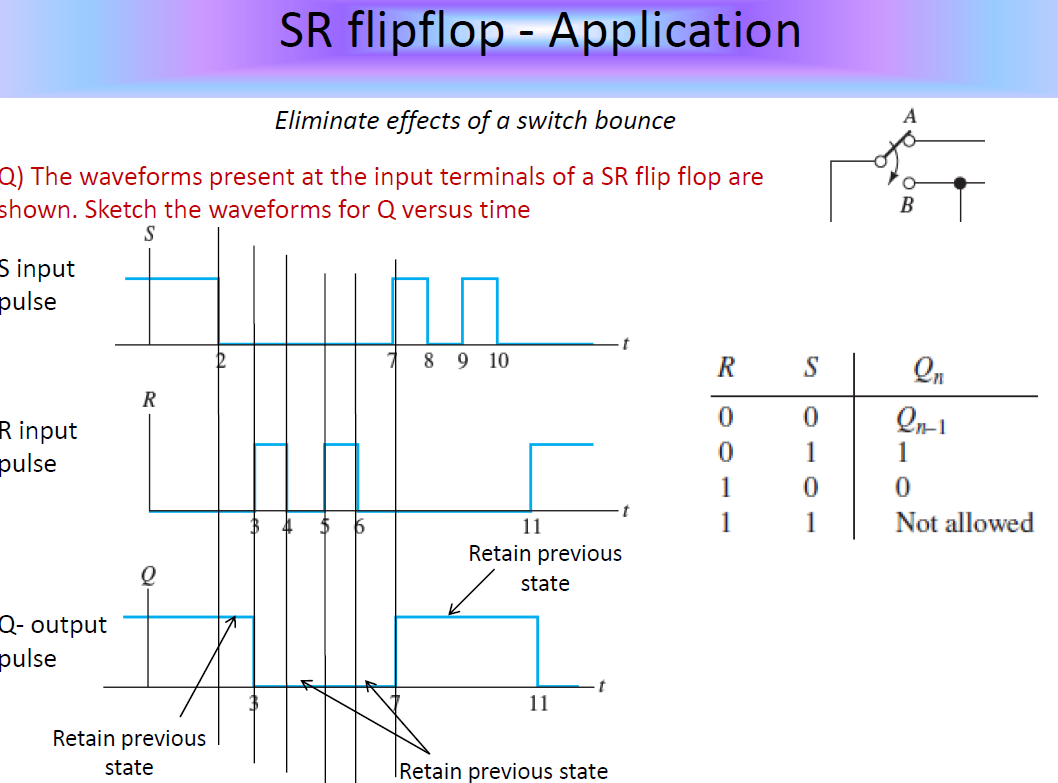 SR flipflop - Application
Eliminate effects of a switch bounce
A
B
Q) The waveforms present at the input terminals of a SR flip flop are
shown. Sketch the waveforms for Q versus time
S
S input
pulse
t
2 7 8 9 10
R
R input
pulse
t
3 4 5 6 11
R S Qn
0 0 Qn–1
0 1 1
1 0 0
1 1 Not allowed
Retain previous
state
Q
Q- output
pulse
t
3 7 11
Retain previous
state
Retain previous state